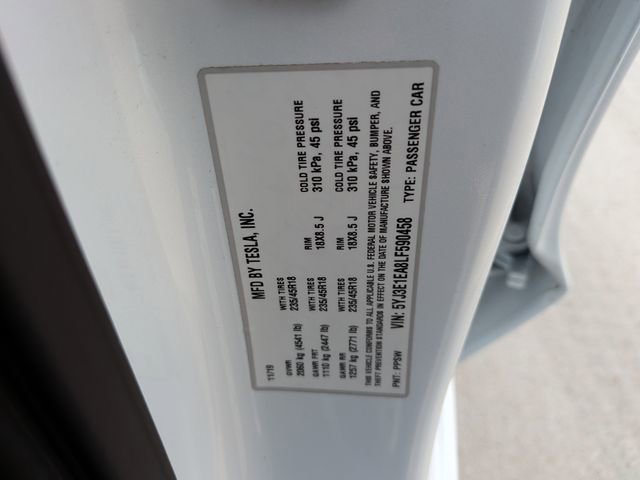 MFD BY TESLA, INC.
11/19
GVWR WITH TIRES RIM COLD TIRE PRESSURE
2060 kg (4541 lb) 235/45R18 18X8.5 J 310 kPa, 45 psi
GAWR FRT WITH TIRES RIM COLD TIRE PRESSURE
1110 kg (2447 lb) 235/45R18 18X8.5 J 310 kPa, 45 psi
GAWR RR
1257 kg (2771 lb)
THIS VEHICLE CONFORMS TO ALL APPLICABLE U.S. FEDERAL MOTOR VEHICLE SAFETY, BUMPER, AND
THEFT PREVENTION STANDARDS IN EFFECT ON THE DATE OF MANUFACTURE SHOWN ABOVE.
VIN: 5YJ3E1EA8LF590458 TYPE: PASSENGER CAR
PNT: PPSW